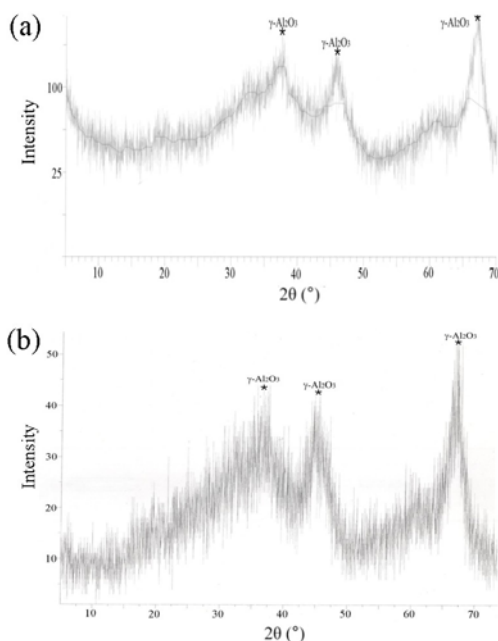 (a)
γ-Al2O3
*
γ-Al2O3
*
γ-Al2O3
*
100
25
Intensity
10 20 30 40 50 60 70
2θ (°)
(b)
50
40
30
20
10
Intensity
γ-Al2O3
*
γ-Al2O3
*
γ-Al2O3
*
10 20 30 40 50 60 70
2θ (°)